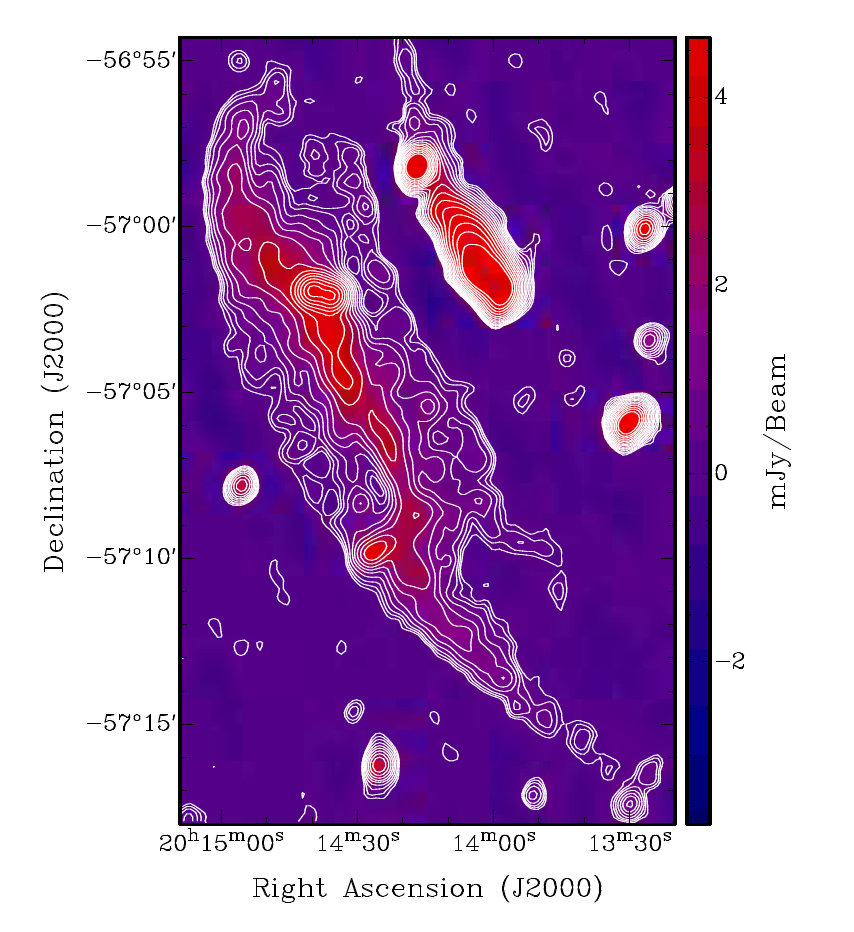 −56°55′
−57°00′
−57°05′
−57°10′
−57°15′
Declination (J2000)
20ʰ15ᵐ00ˢ 14ᵐ30ˢ 14ᵐ00ˢ 13ᵐ30ˢ
Right Ascension (J2000)
4
2
0
−2
mJy/Beam